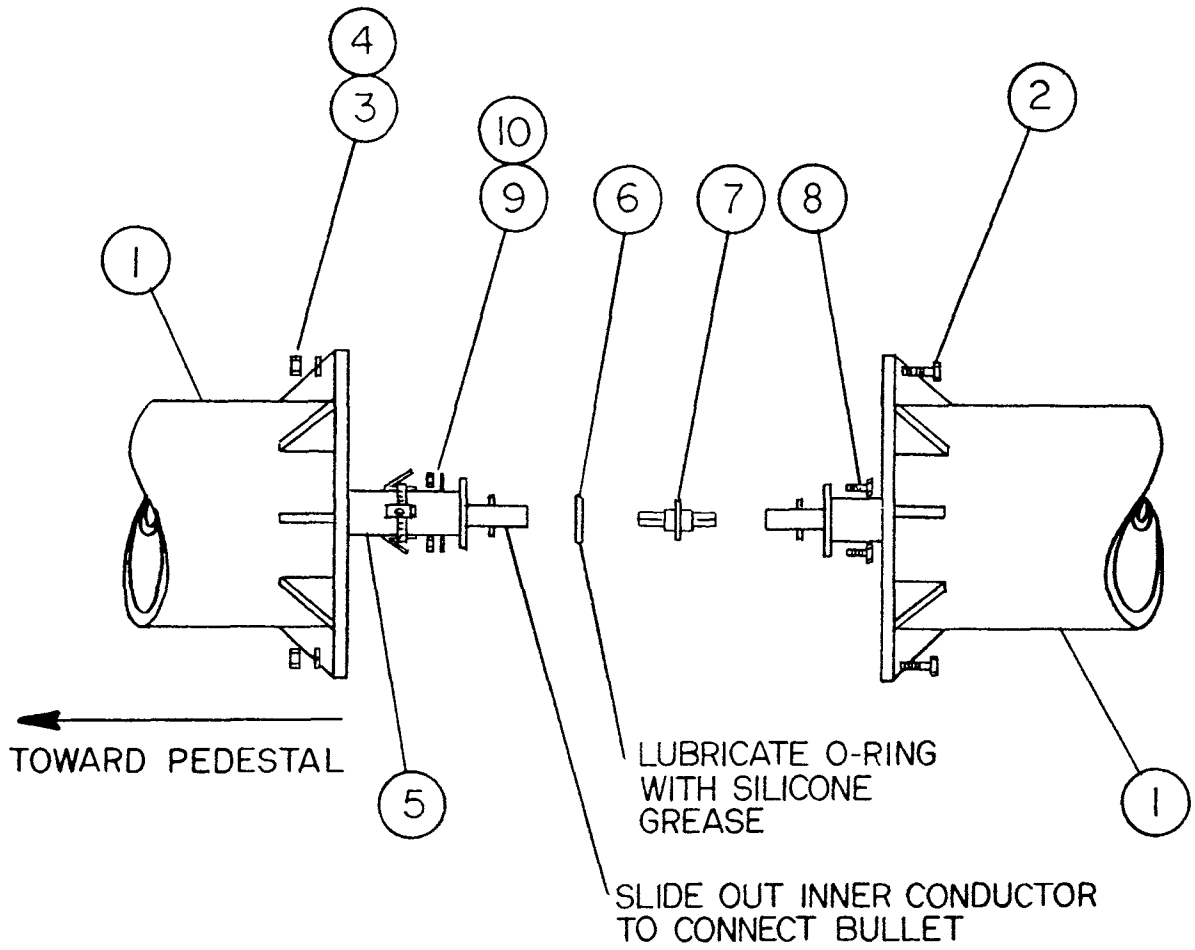 4
3
2
10
9
6
7
8
1
TOWARD PEDESTAL
5
LUBRICATE O-RING
WITH SILICONE
GREASE
1
SLIDE OUT INNER CONDUCTOR
TO CONNECT BULLET